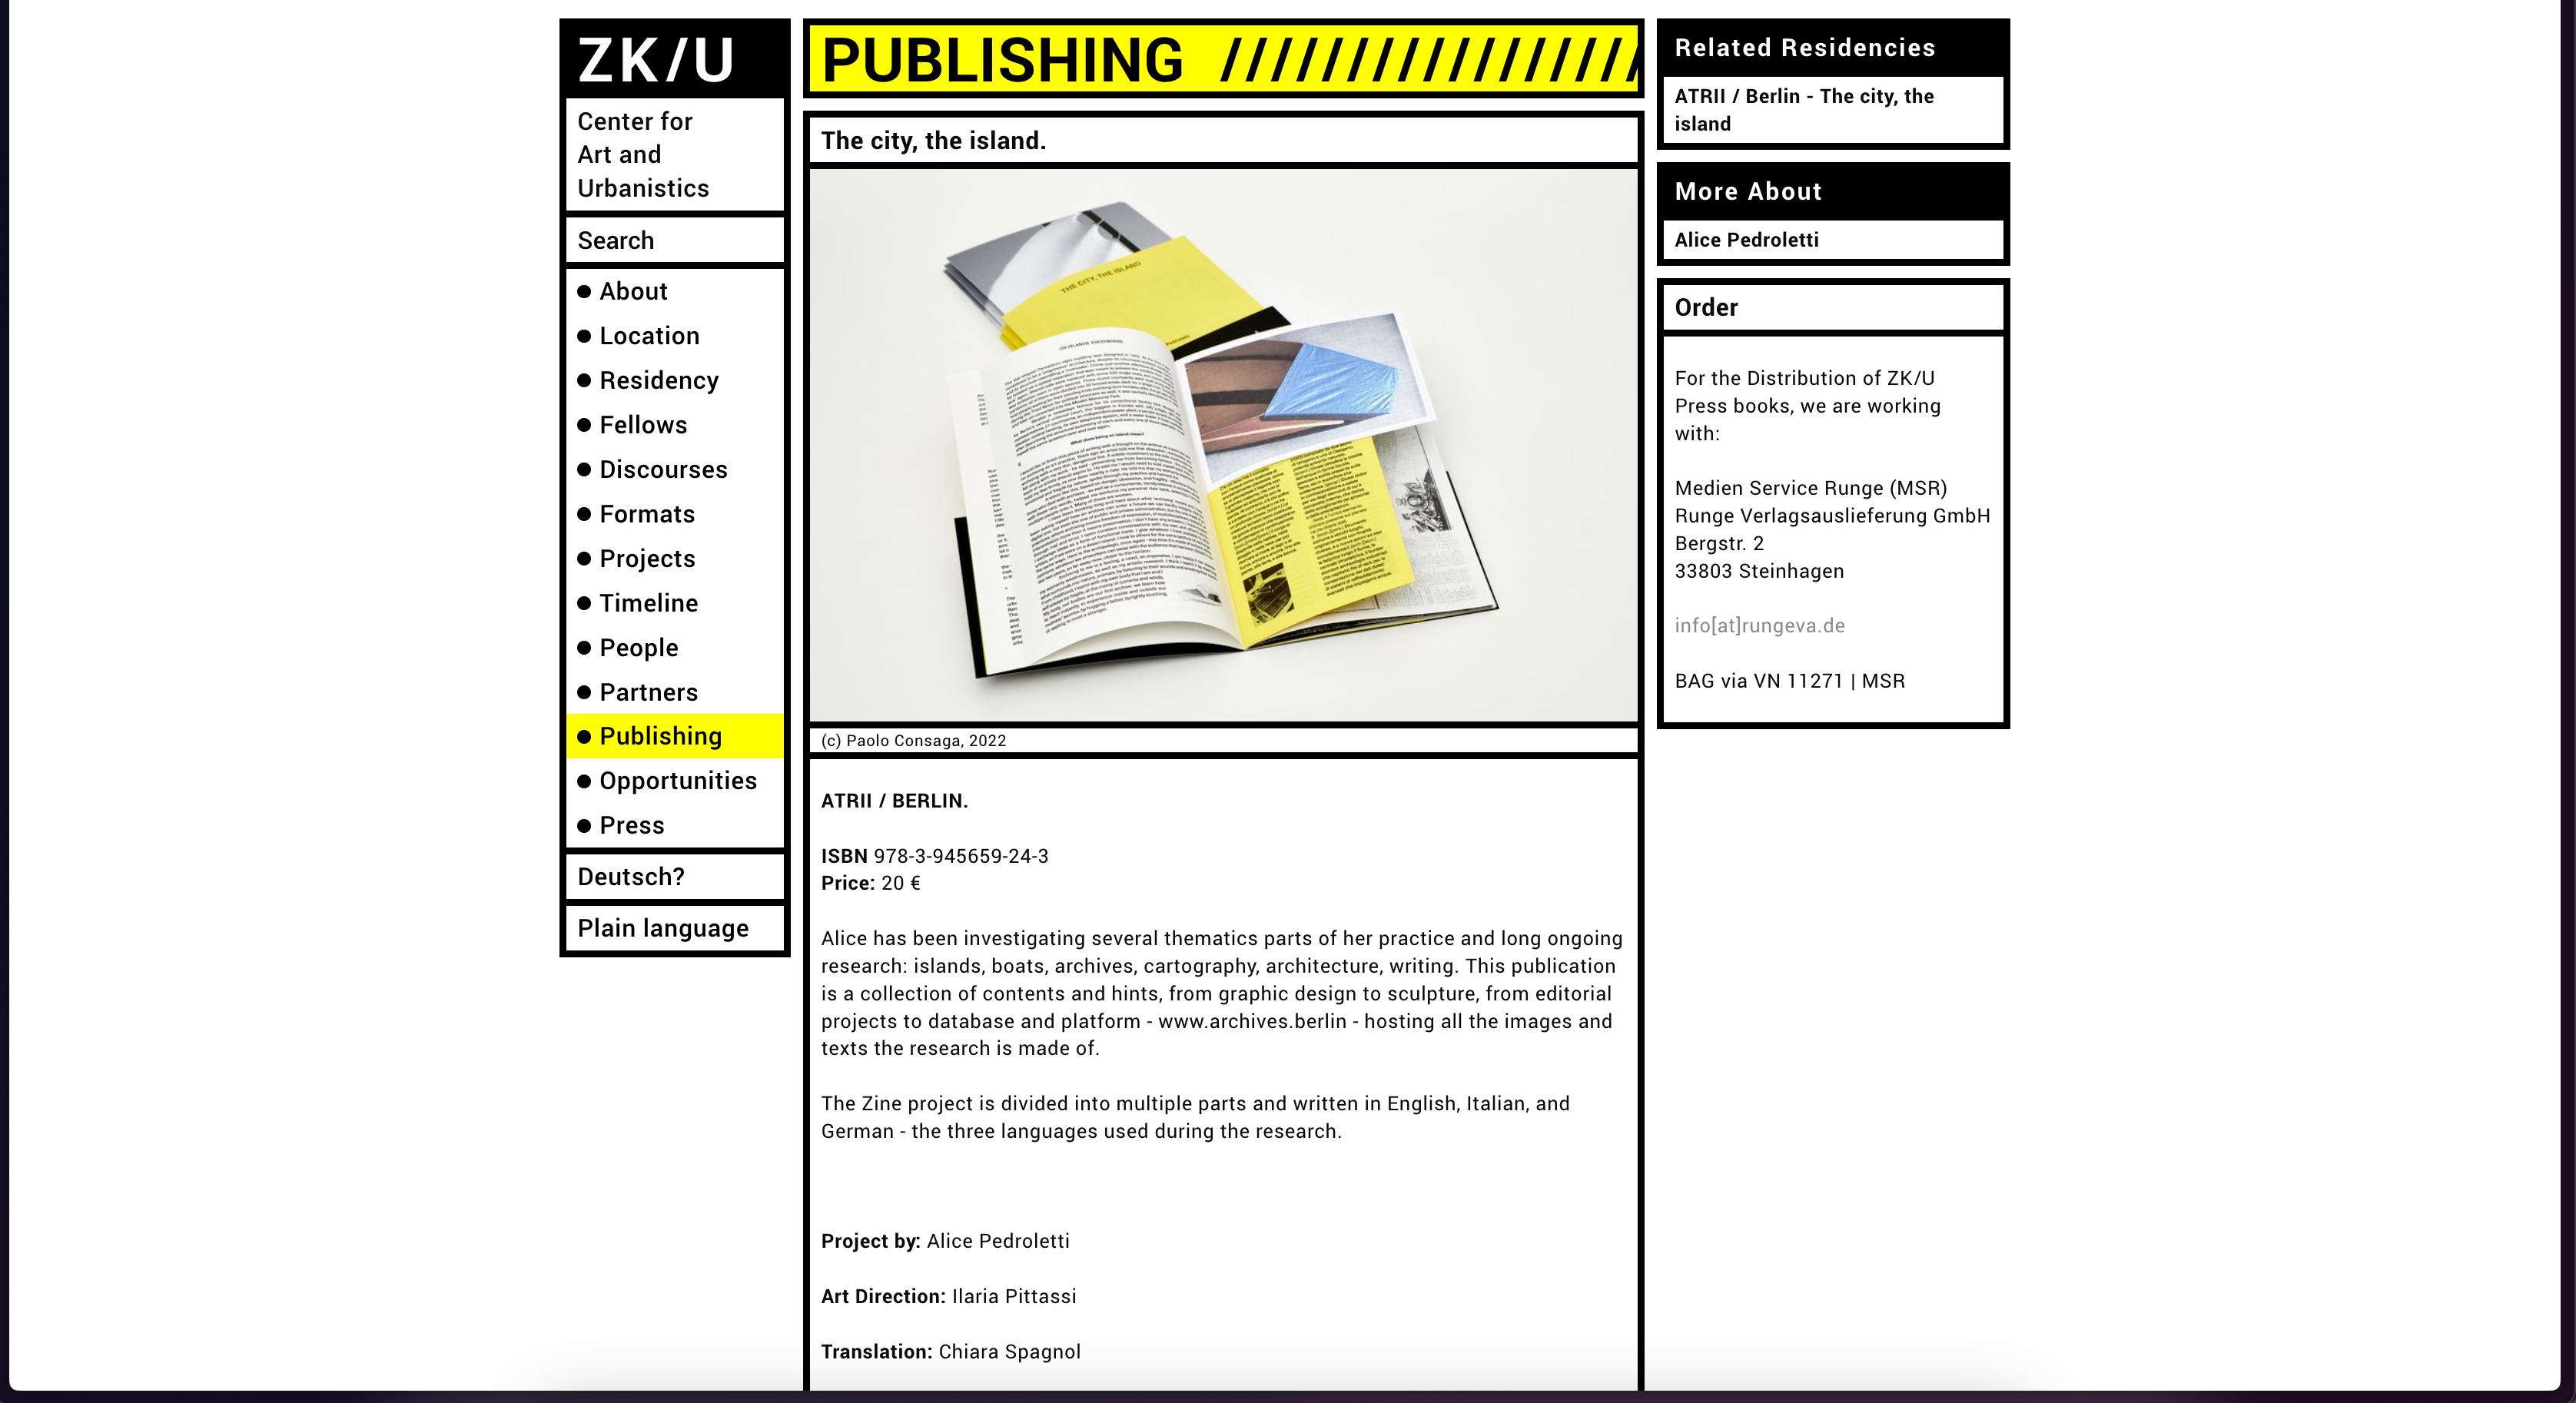 ZK/U
Center for
Art and
Urbanistics
Search
About
Location
Residency
Fellows
Discourses
Formats
Projects
Timeline
People
Partners
Publishing
Opportunities
Press
Deutsch?
Plain language
PUBLISHING ////////////////
The city, the island.
THE CITY, THE ISLAND
ON ISLANDS, EVERYWHERE.
What does being an island mean?
(c) Paolo Consaga, 2022
ATRII / BERLIN.
ISBN 978-3-945659-24-3
Price: 20 €
Alice has been investigating several thematics parts of her practice and long ongoing
research: islands, boats, archives, cartography, architecture, writing. This publication
is a collection of contents and hints, from graphic design to sculpture, from editorial
projects to database and platform - www.archives.berlin - hosting all the images and
texts the research is made of.
The Zine project is divided into multiple parts and written in English, Italian, and
German - the three languages used during the research.
Project by: Alice Pedroletti
Art Direction: Ilaria Pittassi
Translation: Chiara Spagnol
Related Residencies
ATRII / Berlin - The city, the
island
More About
Alice Pedroletti
Order
For the Distribution of ZK/U
Press books, we are working
with:
Medien Service Runge (MSR)
Runge Verlagsauslieferung GmbH
Bergstr. 2
33803 Steinhagen
info[at]rungeva.de
BAG via VN 11271 | MSR